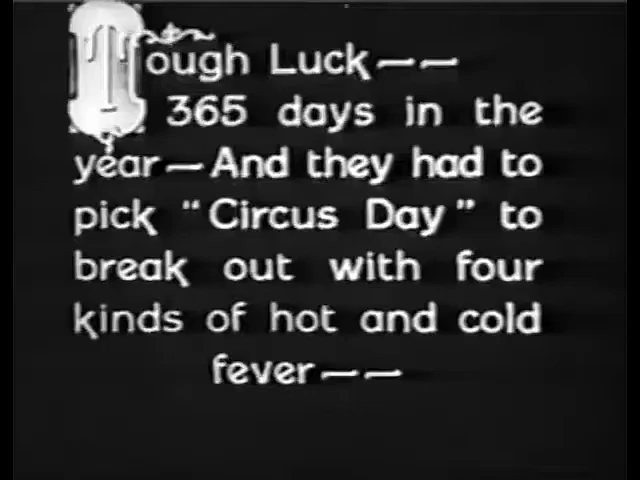 Tough Luck——
365 days in the
year—And they had to
pick "Circus Day" to
break out with four
kinds of hot and cold
fever——